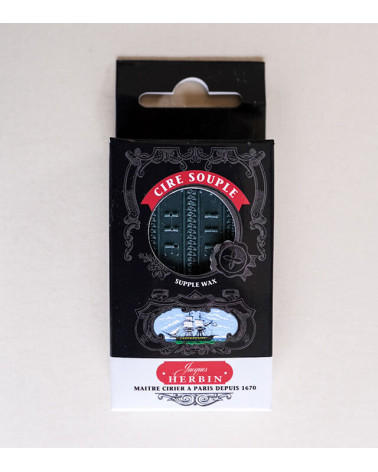 CIRE SOUPLE
SUPPLE WAX
Jacques
HERBIN
MAITRE CIRIER A PARIS DEPUIS 1670